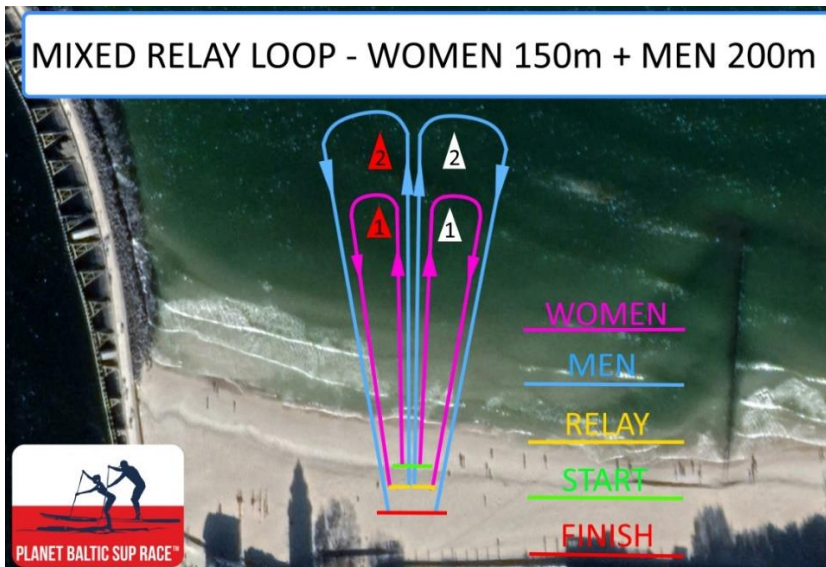 MIXED RELAY LOOP - WOMEN 150m + MEN 200m
2 2
1 1
WOMEN
MEN
RELAY
START
FINISH
PLANET BALTIC SUP RACE™